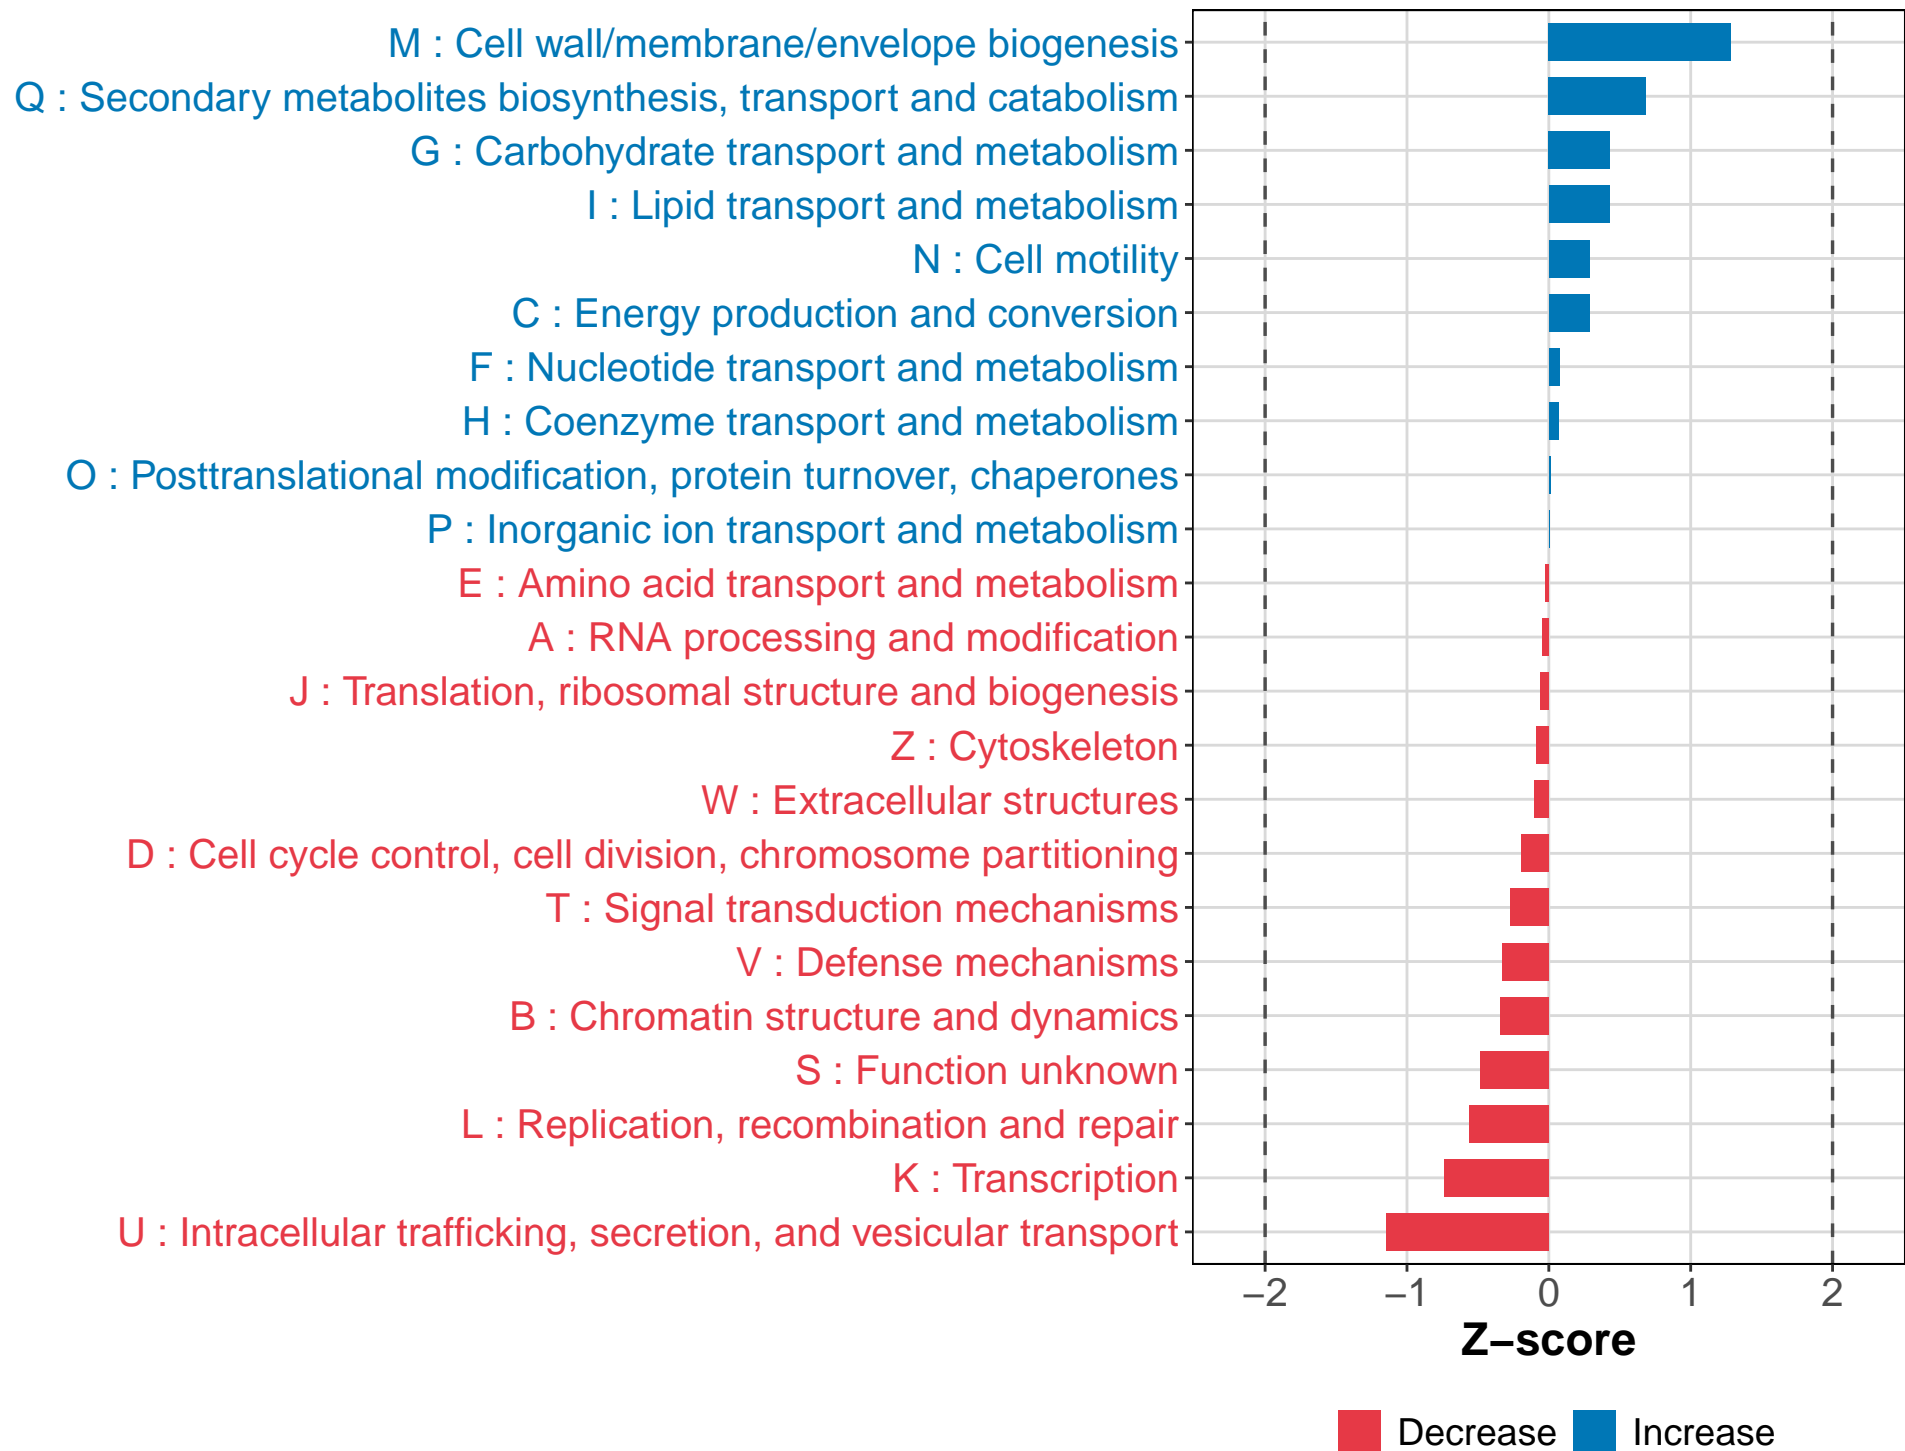 M : Cell wall/membrane/envelope biogenesis
Q : Secondary metabolites biosynthesis, transport and catabolism
G : Carbohydrate transport and metabolism
I : Lipid transport and metabolism
N : Cell motility
C : Energy production and conversion
F : Nucleotide transport and metabolism
H : Coenzyme transport and metabolism
O : Posttranslational modification, protein turnover, chaperones
P : Inorganic ion transport and metabolism
E : Amino acid transport and metabolism
A : RNA processing and modification
J : Translation, ribosomal structure and biogenesis
Z : Cytoskeleton
W : Extracellular structures
D : Cell cycle control, cell division, chromosome partitioning
T : Signal transduction mechanisms
V : Defense mechanisms
B : Chromatin structure and dynamics
S : Function unknown
L : Replication, recombination and repair
K : Transcription
U : Intracellular trafficking, secretion, and vesicular transport
−2 −1 0 1 2
Z−score
Decrease Increase